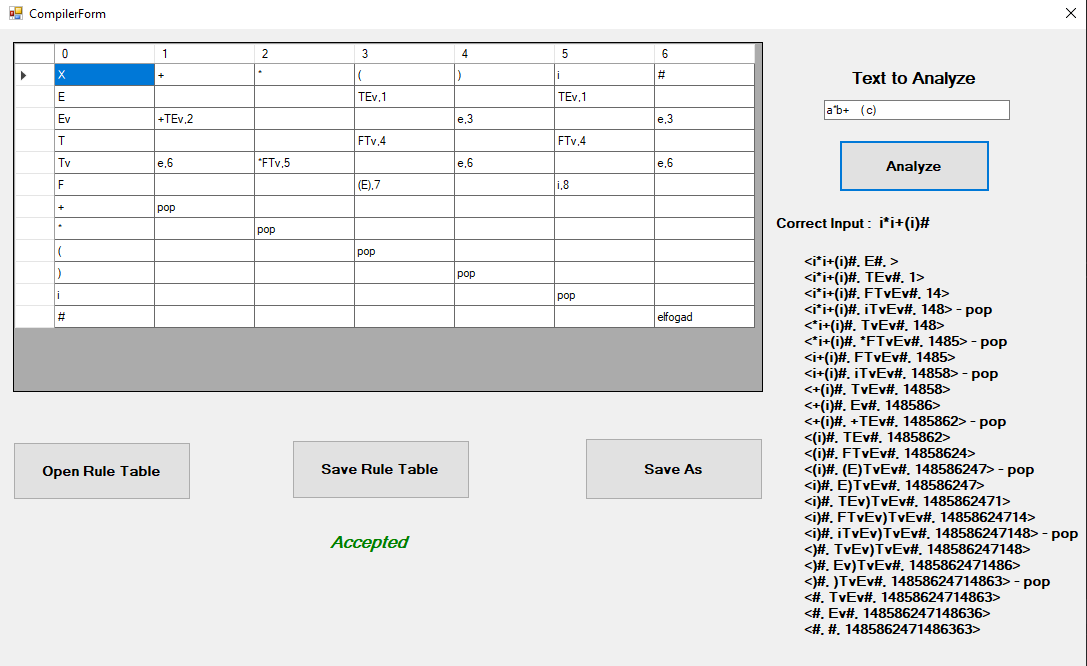 CompilerForm
0 1 2 3 4 5 6
X + * ( ) i #
E TEv,1 TEv,1
Ev +TEv,2 e,3 e,3
T FTv,4 FTv,4
Tv e,6 *FTv,5 e,6 e,6
F (E),7 i,8
+ pop
* pop
( pop
) pop
i pop
# elfogad
Open Rule Table
Save Rule Table
Save As
Accepted
Text to Analyze
a*b+ ( c)
Analyze
Correct Input : i*i+(i)#
<i*i+(i)#, E#, >
<i*i+(i)#, TEv#, 1>
<i*i+(i)#, FTvEv#, 14>
<i*i+(i)#, iTvEv#, 148> - pop
<*i+(i)#, TvEv#, 148>
<*i+(i)#, *FTvEv#, 1485> - pop
<i+(i)#, FTvEv#, 1485>
<i+(i)#, iTvEv#, 14858> - pop
<+(i)#, TvEv#, 14858>
<+(i)#, Ev#, 148586>
<+(i)#, +TEv#, 1485862> - pop
<(i)#, TEv#, 1485862>
<(i)#, FTvEv#, 14858624>
<(i)#, (E)TvEv#, 148586247> - pop
<i)#, E)TvEv#, 148586247>
<i)#, TEv)TvEv#, 1485862471>
<i)#, FTvEv)TvEv#, 14858624714>
<i)#, iTvEv)TvEv#, 148586247148> - pop
<)#, TvEv)TvEv#, 148586247148>
<)#, Ev)TvEv#, 1485862471486>
<)#, )TvEv#, 14858624714863> - pop
<#, TvEv#, 14858624714863>
<#, Ev#, 148586247148636>
<#, #, 1485862471486363>